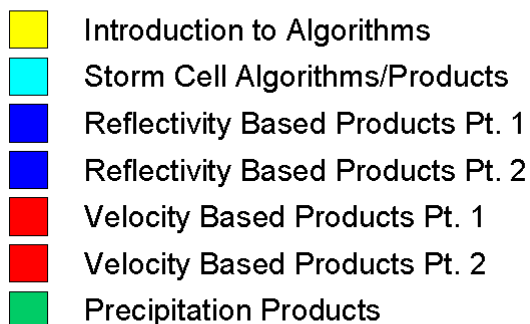 Introduction to Algorithms
Storm Cell Algorithms/Products
Reflectivity Based Products Pt. 1
Reflectivity Based Products Pt. 2
Velocity Based Products Pt. 1
Velocity Based Products Pt. 2
Precipitation Products